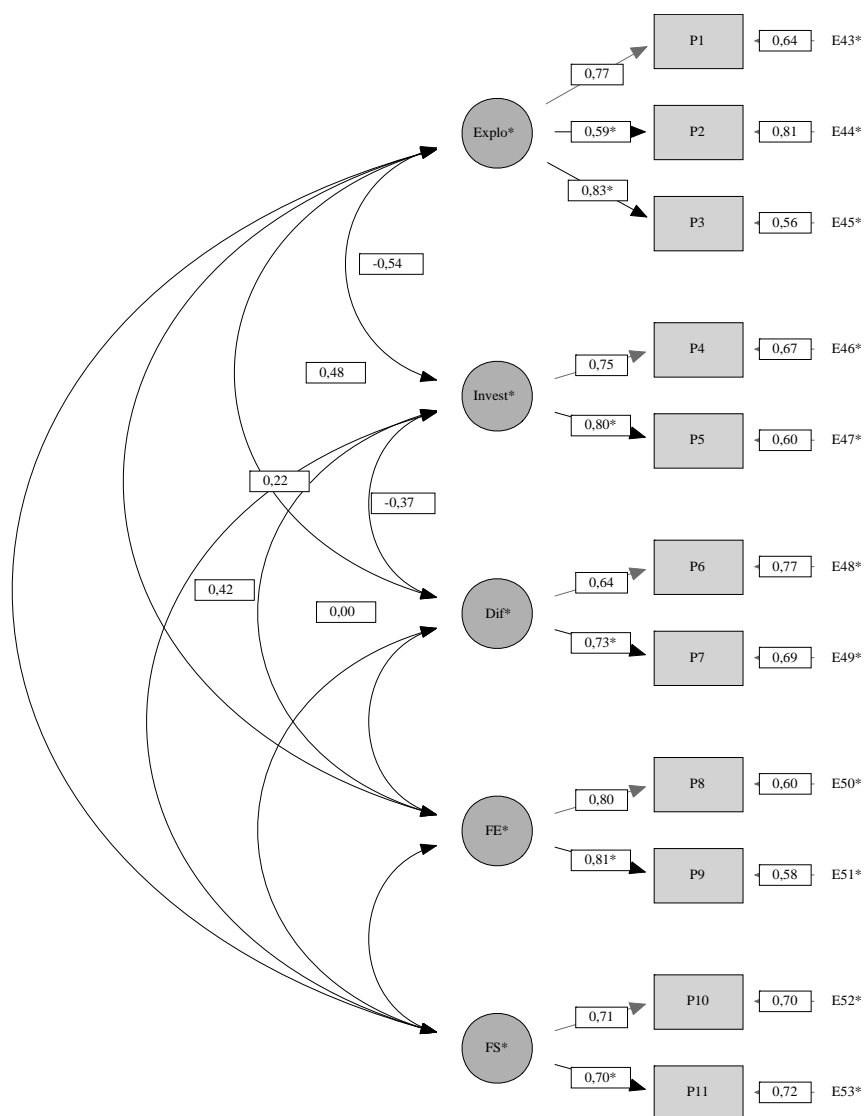 P1
0,64
E43*
0,77
Explo*
0,59*
P2
0,81
E44*
0,83*
P3
0,56
E45*
-0,54
P4
0,67
E46*
0,48
0,75
Invest*
0,80*
P5
0,60
E47*
0,22
-0,37
P6
0,77
E48*
0,42
0,64
0,00
Dif*
0,73*
P7
0,69
E49*
P8
0,60
E50*
0,80
FE*
0,81*
P9
0,58
E51*
P10
0,70
E52*
0,71
FS*
0,70*
P11
0,72
E53*